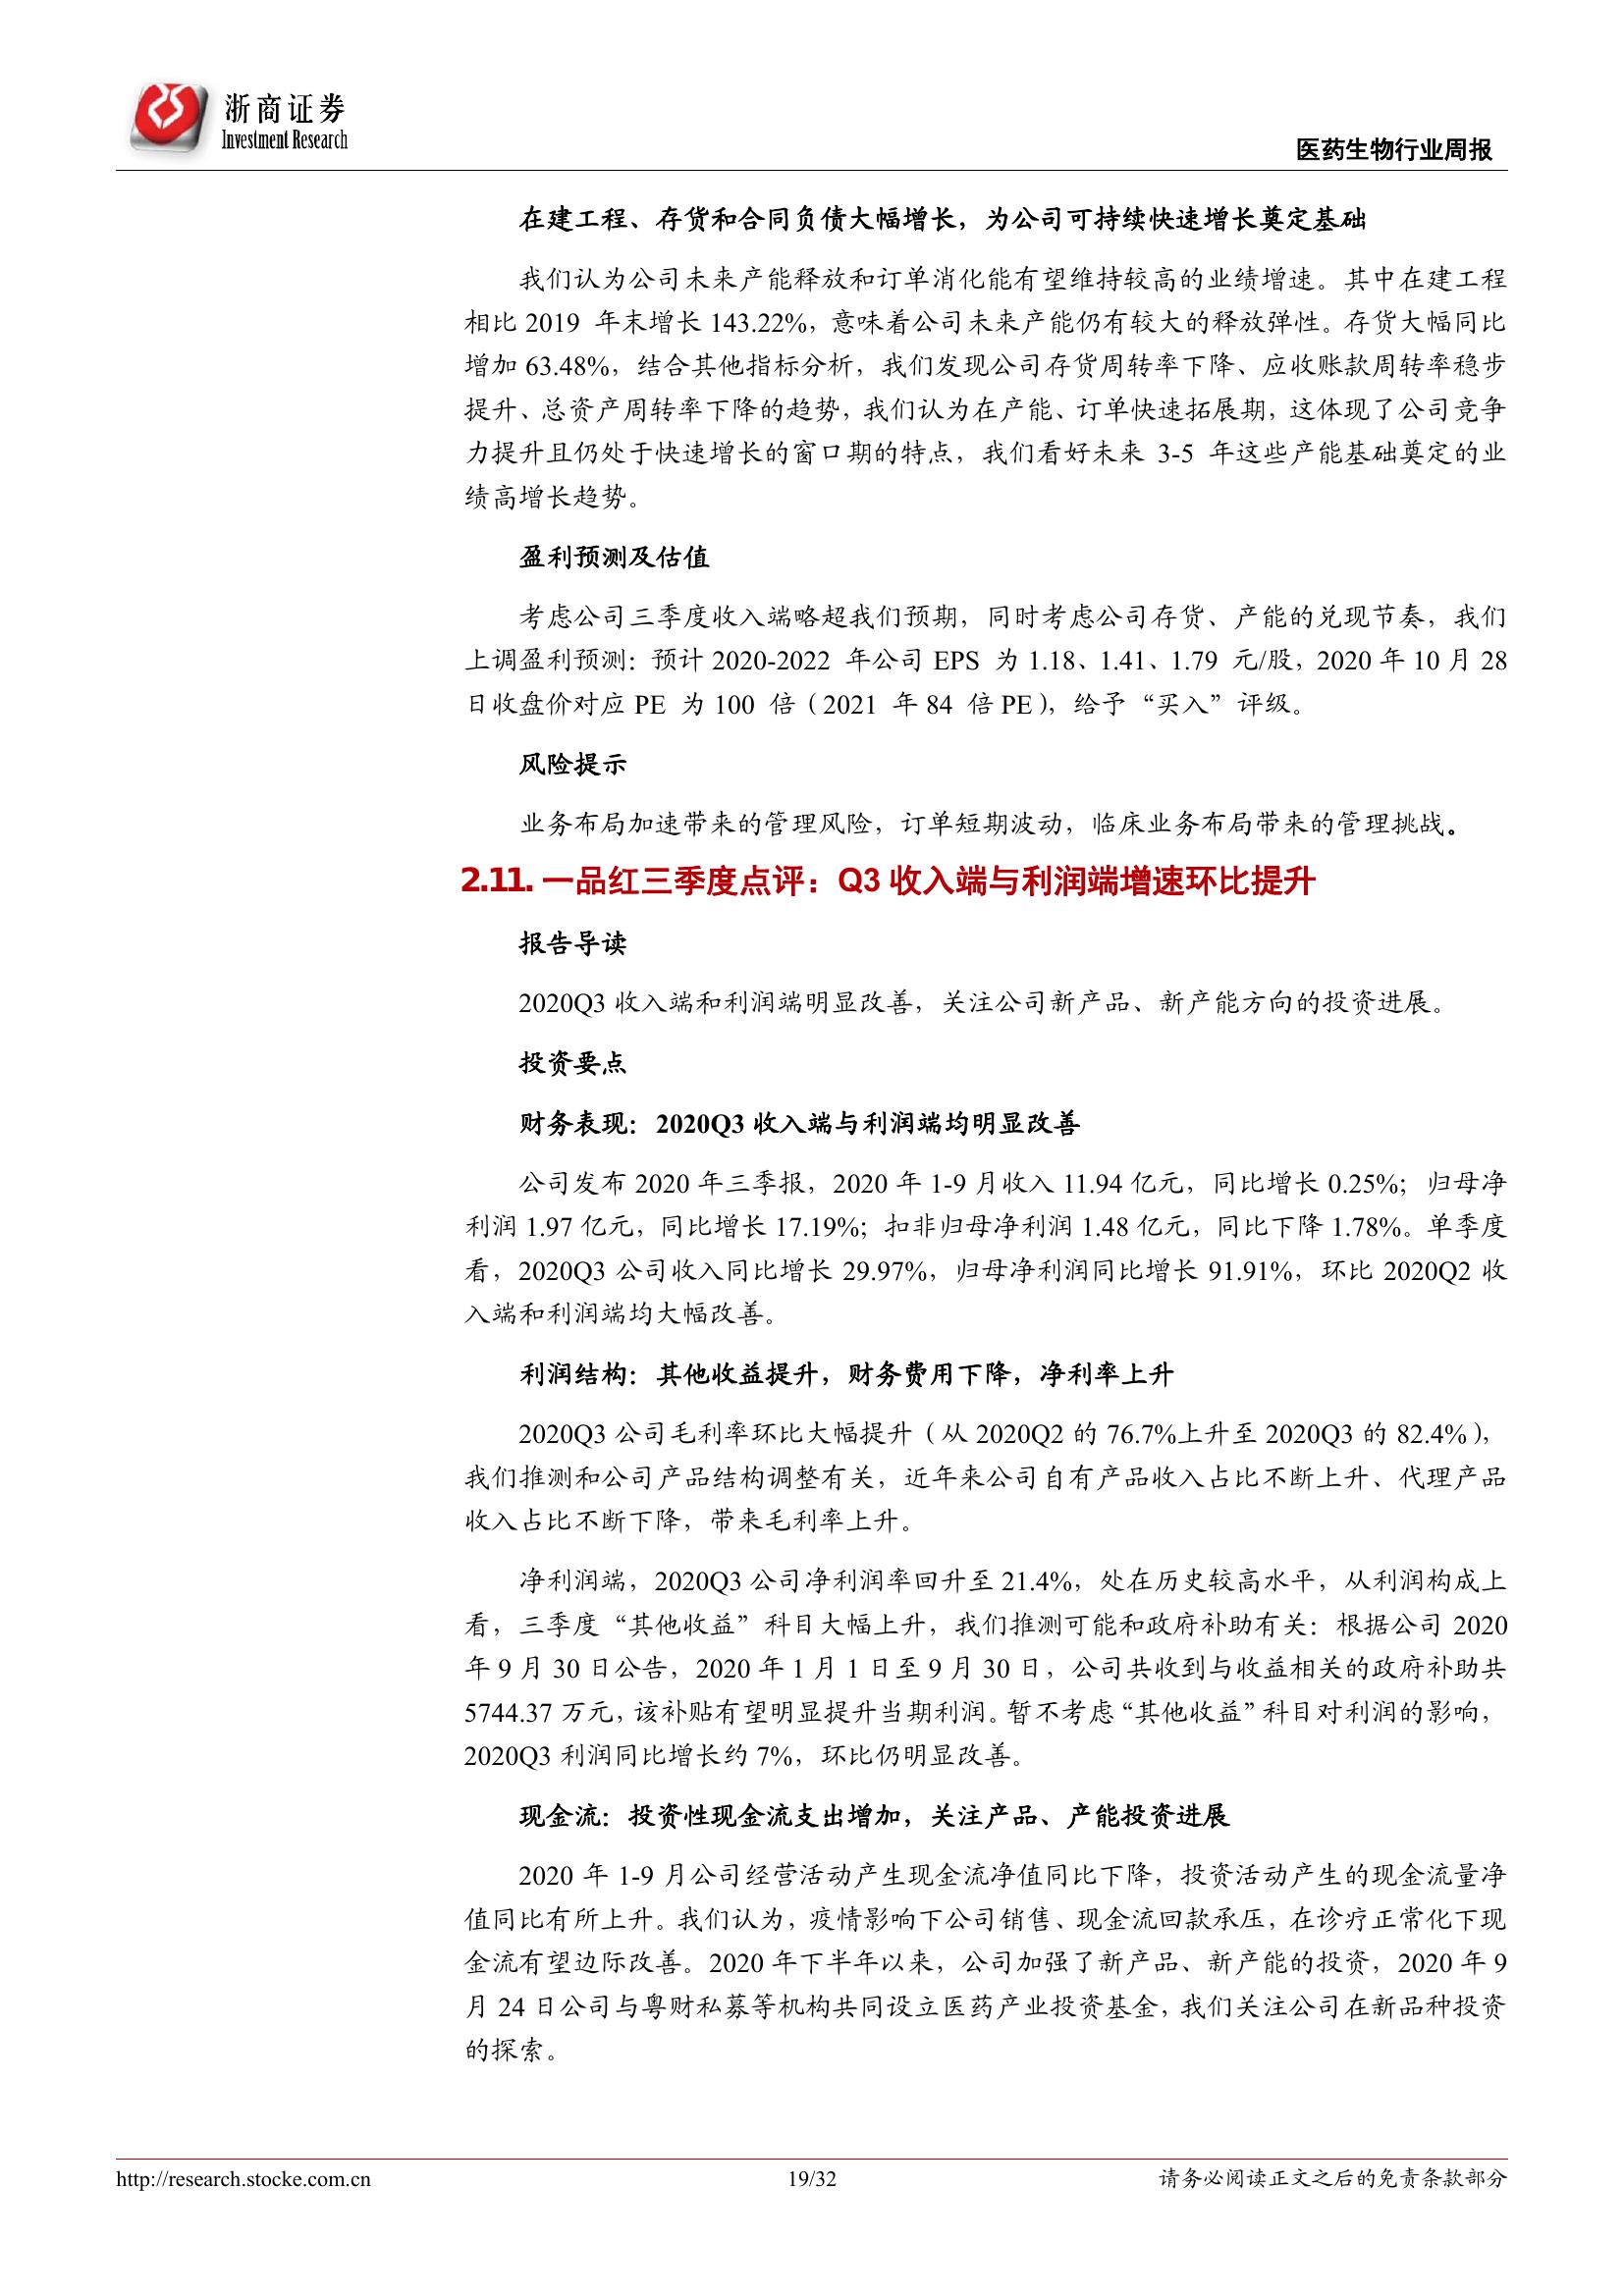 浙商证券
Investment Research
医药生物行业周报
在建工程、存货和合同负债大幅增长，为公司可持续快速增长奠定基础
我们认为公司未来产能释放和订单消化能有望维持较高的业绩增速。其中在建工程
相比 2019 年末增长 143.22%，意味着公司未来产能仍有较大的释放弹性。存货大幅同比
增加 63.48%，结合其他指标分析，我们发现公司存货周转率下降、应收账款周转率稳步
提升、总资产周转率下降的趋势，我们认为在产能、订单快速拓展期，这体现了公司竞争
力提升且仍处于快速增长的窗口期的特点，我们看好未来 3-5 年这些产能基础奠定的业
绩高增长趋势。
盈利预测及估值
考虑公司三季度收入端略超我们预期，同时考虑公司存货、产能的兑现节奏，我们
上调盈利预测：预计 2020-2022 年公司 EPS 为 1.18、1.41、1.79 元/股，2020 年 10 月 28
日收盘价对应 PE 为 100 倍（2021 年 84 倍 PE），给予“买入”评级。
风险提示
业务布局加速带来的管理风险，订单短期波动，临床业务布局带来的管理挑战。
2.11. 一品红三季度点评：Q3 收入端与利润端增速环比提升
报告导读
2020Q3 收入端和利润端明显改善，关注公司新产品、新产能方向的投资进展。
投资要点
财务表现：2020Q3 收入端与利润端均明显改善
公司发布 2020 年三季报，2020 年 1-9 月收入 11.94 亿元，同比增长 0.25%；归母净
利润 1.97 亿元，同比增长 17.19%；扣非归母净利润 1.48 亿元，同比下降 1.78%。单季度
看，2020Q3 公司收入同比增长 29.97%，归母净利润同比增长 91.91%，环比 2020Q2 收
入端和利润端均大幅改善。
利润结构：其他收益提升，财务费用下降，净利率上升
2020Q3 公司毛利率环比大幅提升（从 2020Q2 的 76.7%上升至 2020Q3 的 82.4%），
我们推测和公司产品结构调整有关，近年来公司自有产品收入占比不断上升、代理产品
收入占比不断下降，带来毛利率上升。
净利润端，2020Q3 公司净利润率回升至 21.4%，处在历史较高水平，从利润构成上
看，三季度“其他收益”科目大幅上升，我们推测可能和政府补助有关：根据公司 2020
年 9 月 30 日公告，2020 年 1 月 1 日至 9 月 30 日，公司共收到与收益相关的政府补助共
5744.37 万元，该补贴有望明显提升当期利润。暂不考虑“其他收益”科目对利润的影响，
2020Q3 利润同比增长约 7%，环比仍明显改善。
现金流：投资性现金流支出增加，关注产品、产能投资进展
2020 年 1-9 月公司经营活动产生现金流净值同比下降，投资活动产生的现金流量净
值同比有所上升。我们认为，疫情影响下公司销售、现金流回款承压，在诊疗正常化下现
金流有望边际改善。2020 年下半年以来，公司加强了新产品、新产能的投资，2020 年 9
月 24 日公司与粤财私募等机构共同设立医药产业投资基金，我们关注公司在新品种投资
的探索。
http://research.stocke.com.cn
19/32
请务必阅读正文之后的免责条款部分